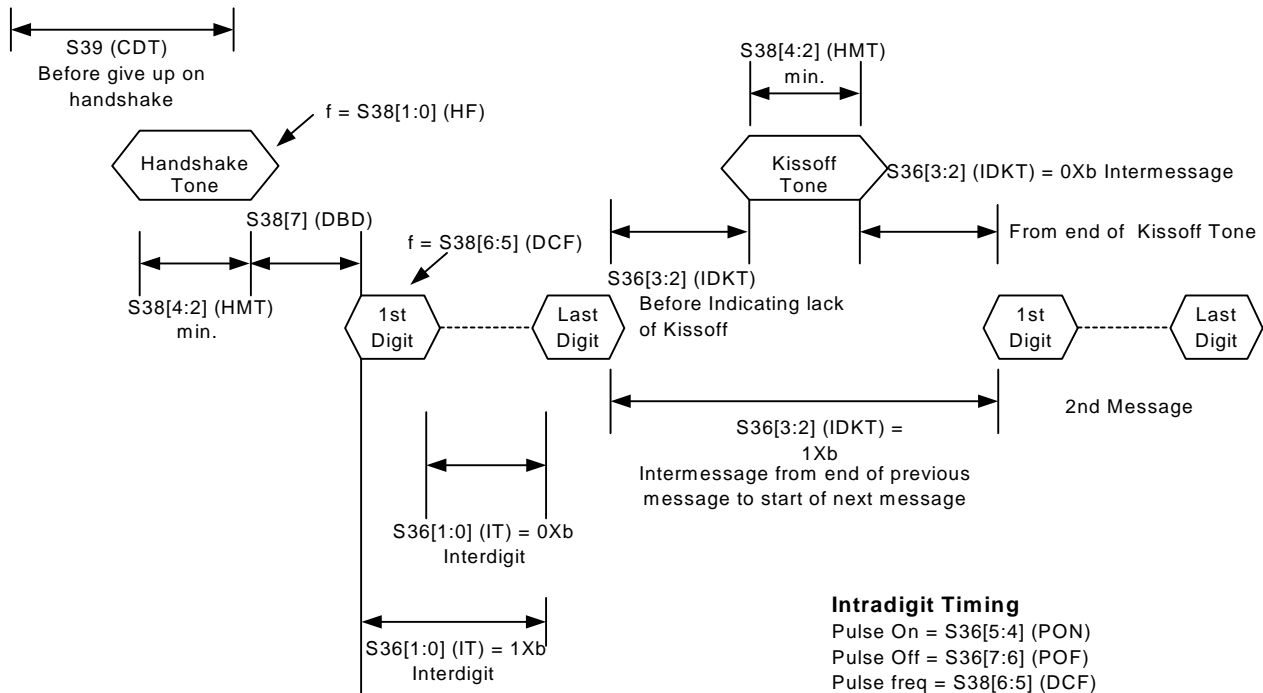 S39 (CDT)
Before give up on
handshake
f = S38[1:0] (HF)
Handshake
Tone
S38[4:2] (HMT)
min.
Kissoff
Tone
S36[3:2] (IDKT) = 0Xb Intermessage
From end of Kissoff Tone
S38[7] (DBD)
f = S38[6:5] (DCF)
S38[4:2] (HMT)
min.
S36[3:2] (IDKT)
Before Indicating lack
of Kissoff
1st
Digit
Last
Digit
1st
Digit
Last
Digit
2nd Message
S36[3:2] (IDKT) =
1Xb
Intermessage from end of previous
message to start of next message
S36[1:0] (IT) = 0Xb
Interdigit
S36[1:0] (IT) = 1Xb
Interdigit
Intradigit Timing
Pulse On = S36[5:4] (PON)
Pulse Off = S36[7:6] (POF)
Pulse freq = S38[6:5] (DCF)